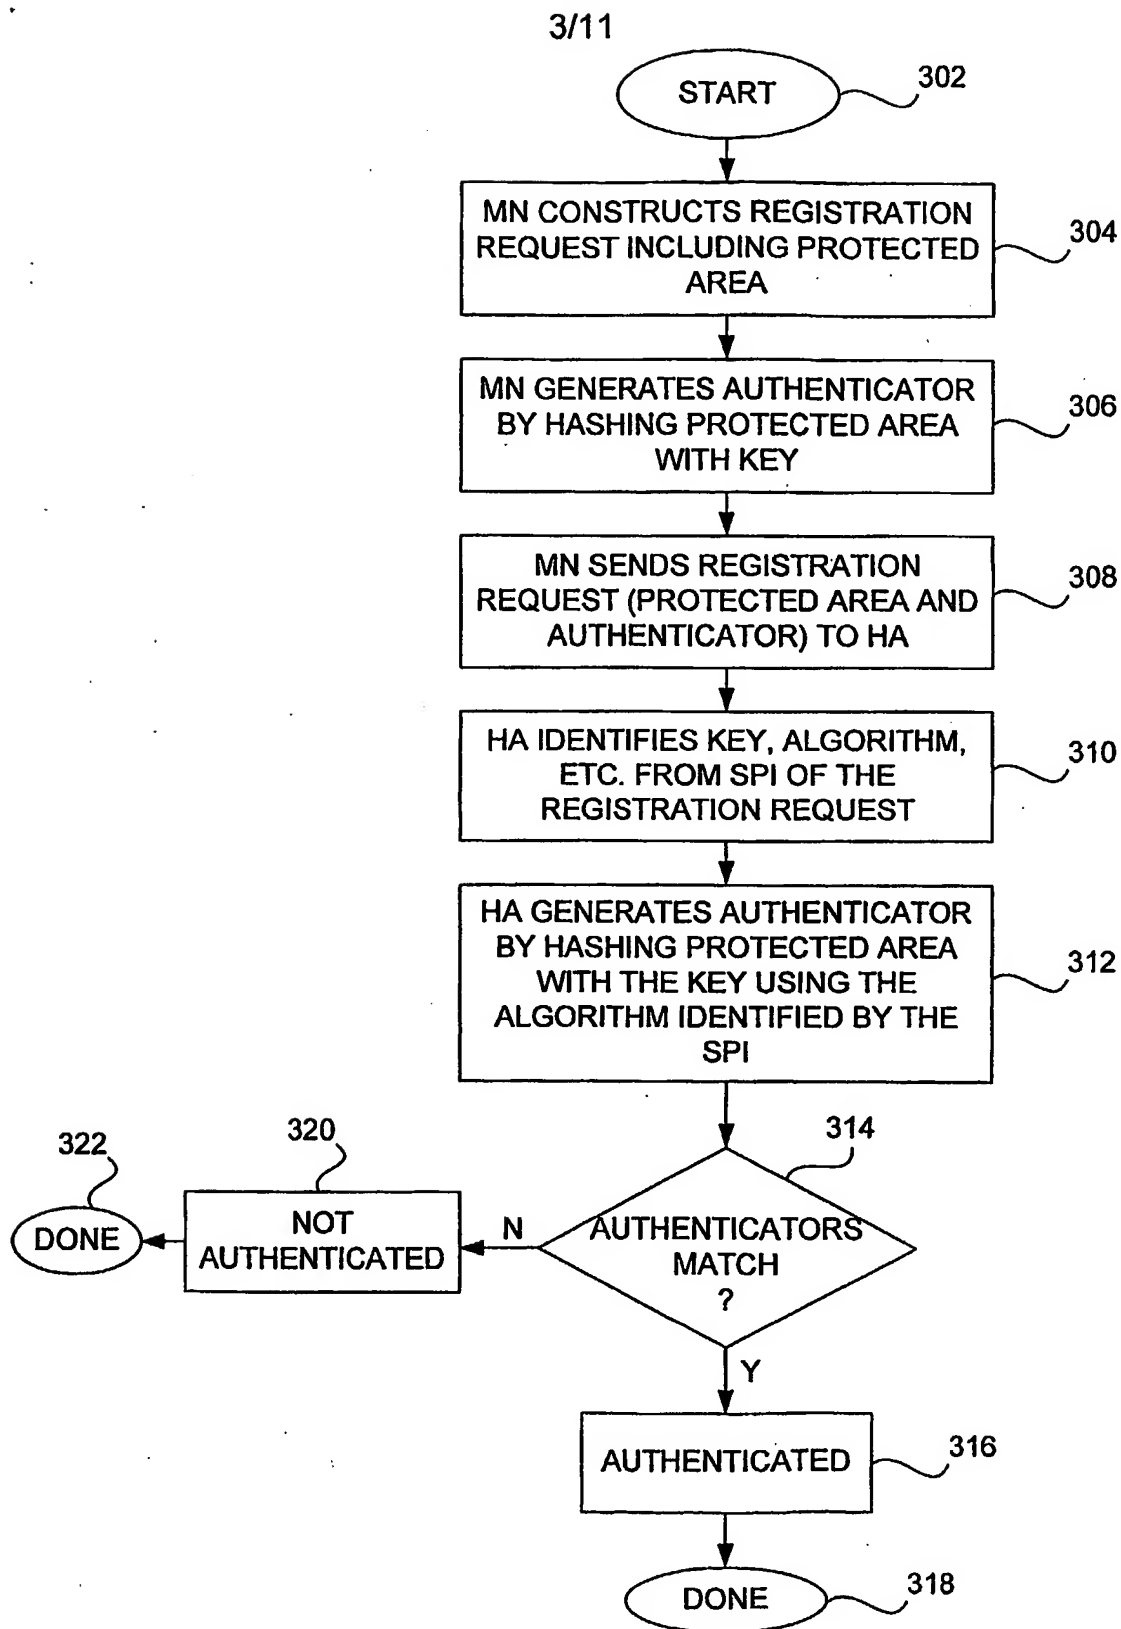 3/11
START
302
MN CONSTRUCTS REGISTRATION
REQUEST INCLUDING PROTECTED
AREA
304
MN GENERATES AUTHENTICATOR
BY HASHING PROTECTED AREA
WITH KEY
306
MN SENDS REGISTRATION
REQUEST (PROTECTED AREA AND
AUTHENTICATOR) TO HA
308
HA IDENTIFIES KEY, ALGORITHM,
ETC. FROM SPI OF THE
REGISTRATION REQUEST
310
HA GENERATES AUTHENTICATOR
BY HASHING PROTECTED AREA
WITH THE KEY USING THE
ALGORITHM IDENTIFIED BY THE
SPI
312
314
AUTHENTICATORS
MATCH
?
N
320
NOT
AUTHENTICATED
322
DONE
Y
AUTHENTICATED
316
DONE
318